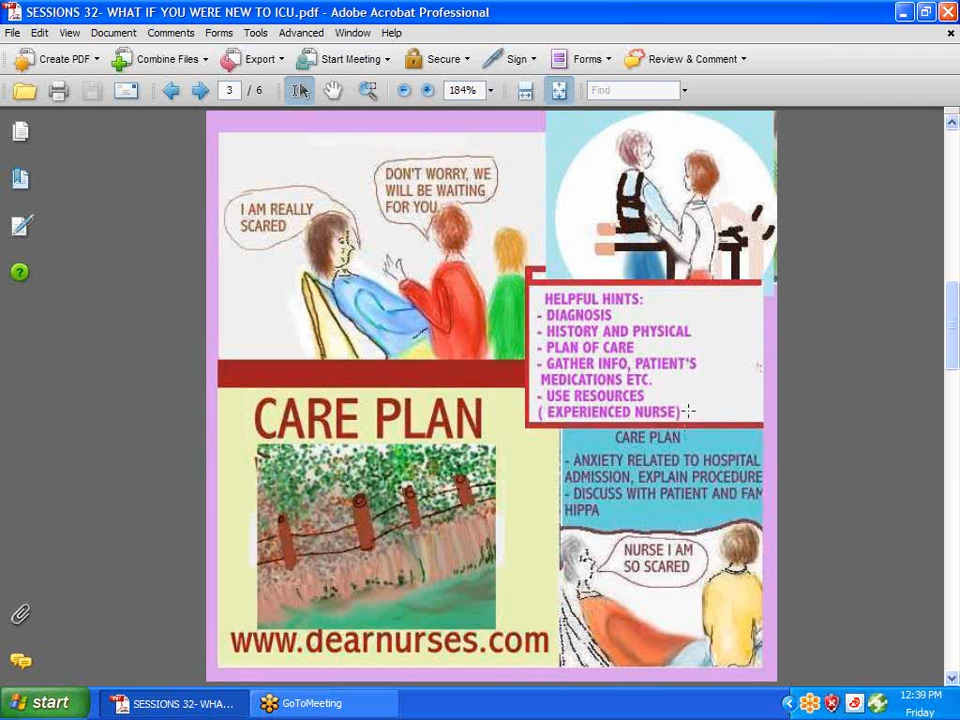 SESSIONS 32- WHAT IF YOU WERE NEW TO ICU.pdf - Adobe Acrobat Professional
File Edit View Document Comments Forms Tools Advanced Window Help
Create PDF Combine Files Export Start Meeting Secure Sign Forms Review & Comment
3 / 6 184% Find
I AM REALLY
SCARED
DON'T WORRY, WE
WILL BE WAITING
FOR YOU.
HELPFUL HINTS:
- DIAGNOSIS
- HISTORY AND PHYSICAL
- PLAN OF CARE
- GATHER INFO, PATIENT'S
MEDICATIONS ETC.
- USE RESOURCES
( EXPERIENCED NURSE)
CARE PLAN
www.dearnurses.com
CARE PLAN
- ANXIETY RELATED TO HOSPITAL
ADMISSION, EXPLAIN PROCEDURE
- DISCUSS WITH PATIENT AND FAM
HIPPA
NURSE I AM
SO SCARED
start SESSIONS 32- WHA... GoToMeeting 12:39 PM
Friday